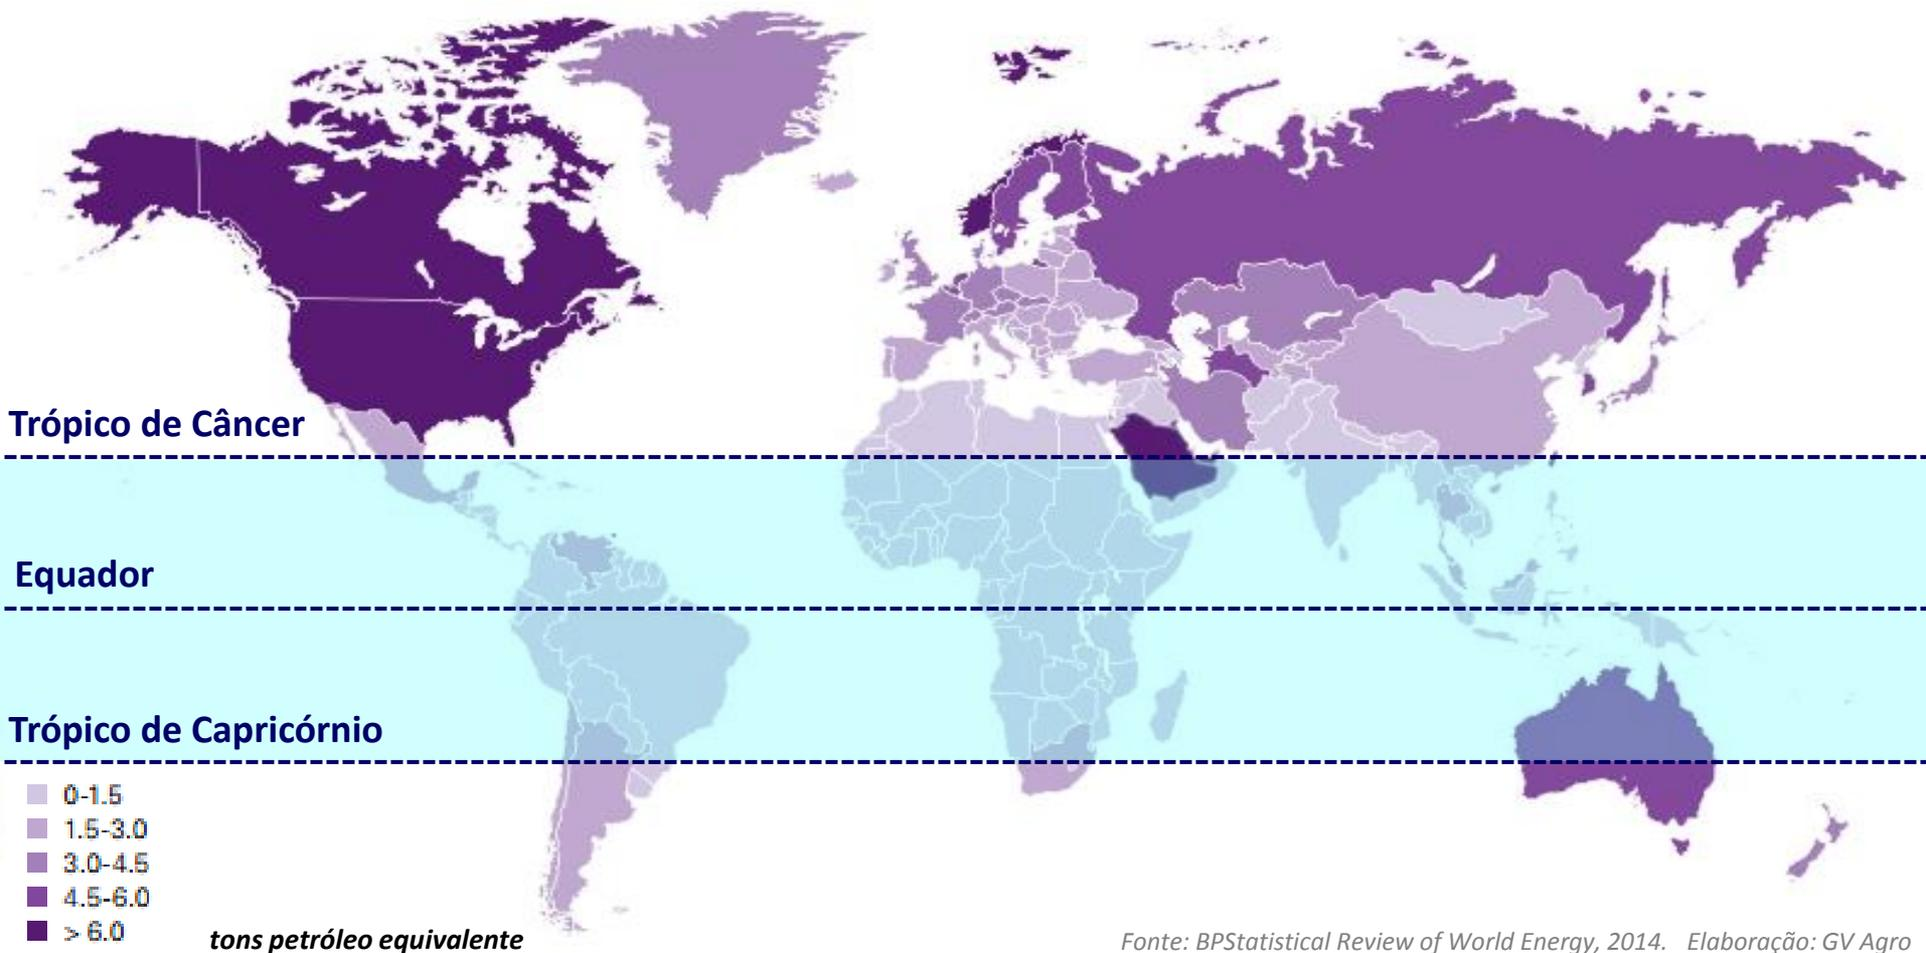 Trópico de Câncer
Equador
Trópico de Capricórnio
0-1.5
1.5-3.0
3.0-4.5
4.5-6.0
> 6.0
tons petróleo equivalente
Fonte: BPStatistical Review of World Energy, 2014. Elaboração: GV Agro